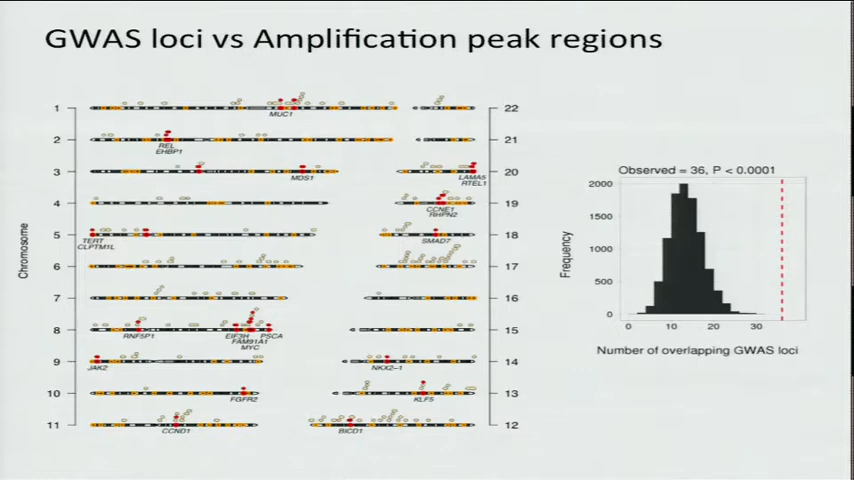 GWAS loci vs Amplification peak regions
1
22
MUC1
2
21
REL
EHBP1
3
20
MDS1
LAMA5
RTEL1
4
19
CCNE1
RHPN2
5
18
TERT
CLPTM1L
SMAD7
6
17
7
16
8
15
RNF5P1
EIF3H
PSCA
FAM91A1
MYC
9
14
JAK2
NKX2-1
10
13
FGFR2
KLF5
11
12
CCND1
BICD1
Chromosome
Observed = 36, P < 0.0001
2000
1500
1000
500
0
Frequency
0
10
20
30
Number of overlapping GWAS loci